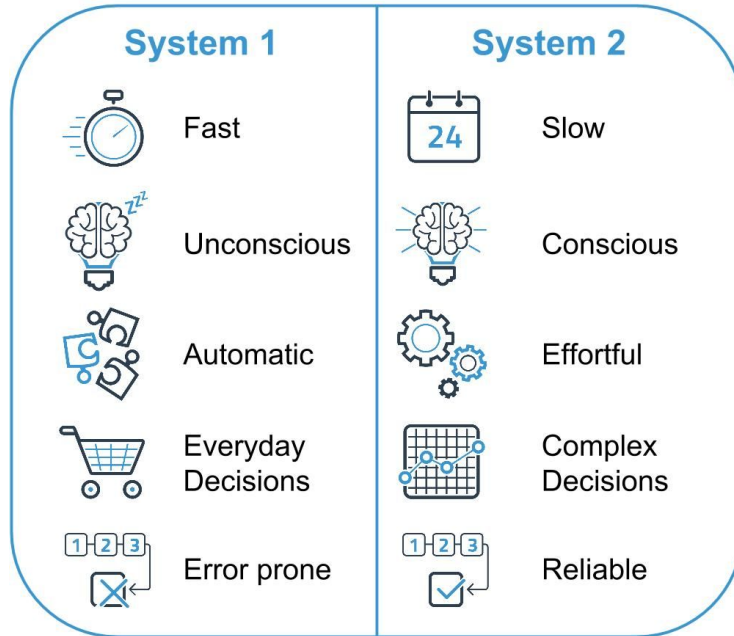 System 1
Fast
zzz
Unconscious
Automatic
Everyday
Decisions
1 2 3
Error prone
System 2
24
Slow
Conscious
Effortful
Complex
Decisions
1 2 3
Reliable